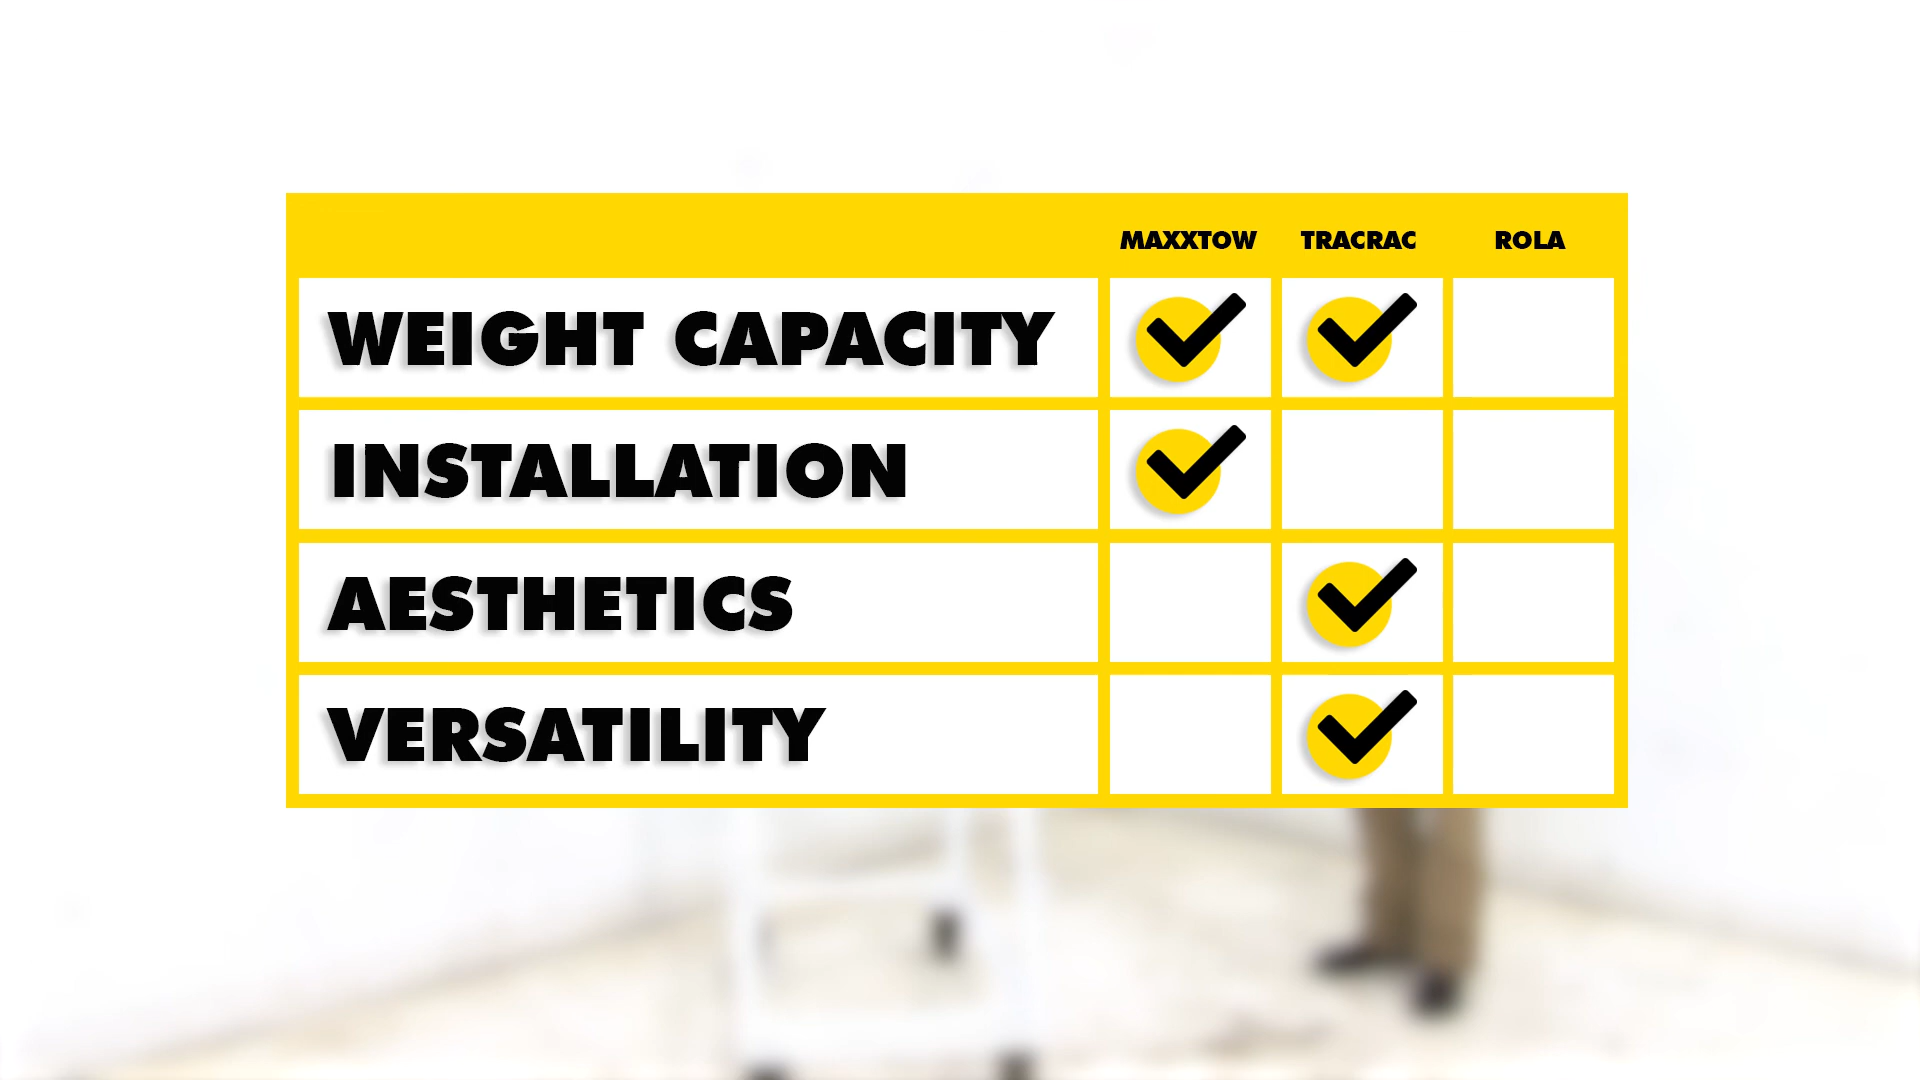 MAXXTOW TRACRAC ROLA
WEIGHT CAPACITY
INSTALLATION
AESTHETICS
VERSATILITY